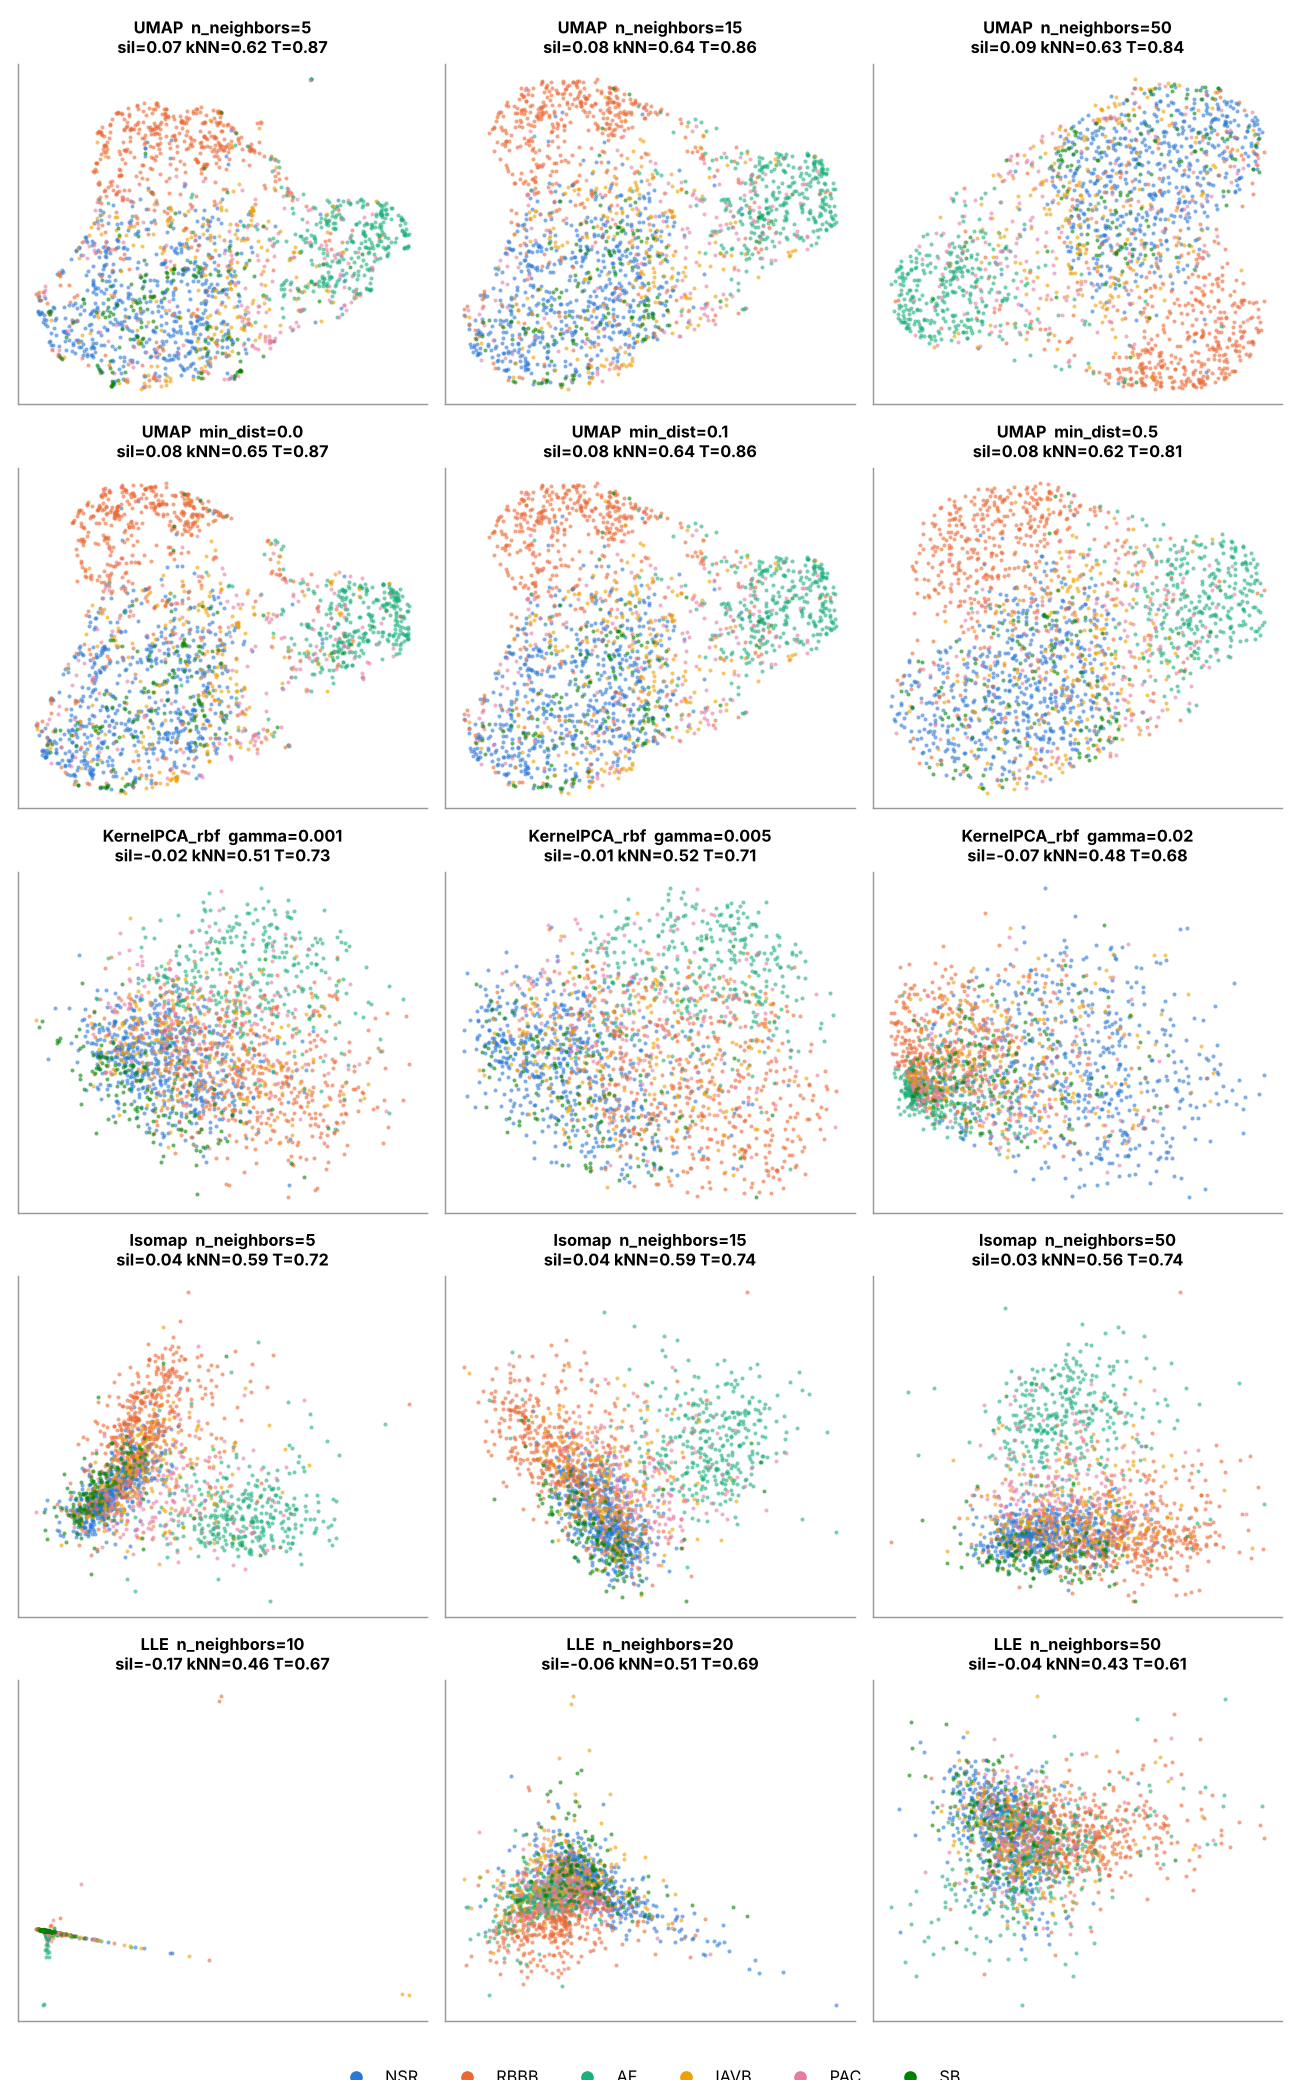 UMAP n_neighbors=5
sil=0.07 kNN=0.62 T=0.87
UMAP n_neighbors=15
sil=0.08 kNN=0.64 T=0.86
UMAP n_neighbors=50
sil=0.09 kNN=0.63 T=0.84
UMAP min_dist=0.0
sil=0.08 kNN=0.65 T=0.87
UMAP min_dist=0.1
sil=0.08 kNN=0.64 T=0.86
UMAP min_dist=0.5
sil=0.08 kNN=0.62 T=0.81
KernelPCA_rbf gamma=0.001
sil=-0.02 kNN=0.51 T=0.73
KernelPCA_rbf gamma=0.005
sil=-0.01 kNN=0.52 T=0.71
KernelPCA_rbf gamma=0.02
sil=-0.07 kNN=0.48 T=0.68
Isomap n_neighbors=5
sil=0.04 kNN=0.59 T=0.72
Isomap n_neighbors=15
sil=0.04 kNN=0.59 T=0.74
Isomap n_neighbors=50
sil=0.03 kNN=0.56 T=0.74
LLE n_neighbors=10
sil=-0.17 kNN=0.46 T=0.67
LLE n_neighbors=20
sil=-0.06 kNN=0.51 T=0.69
LLE n_neighbors=50
sil=-0.04 kNN=0.43 T=0.61
NSR RBBB PAC SB